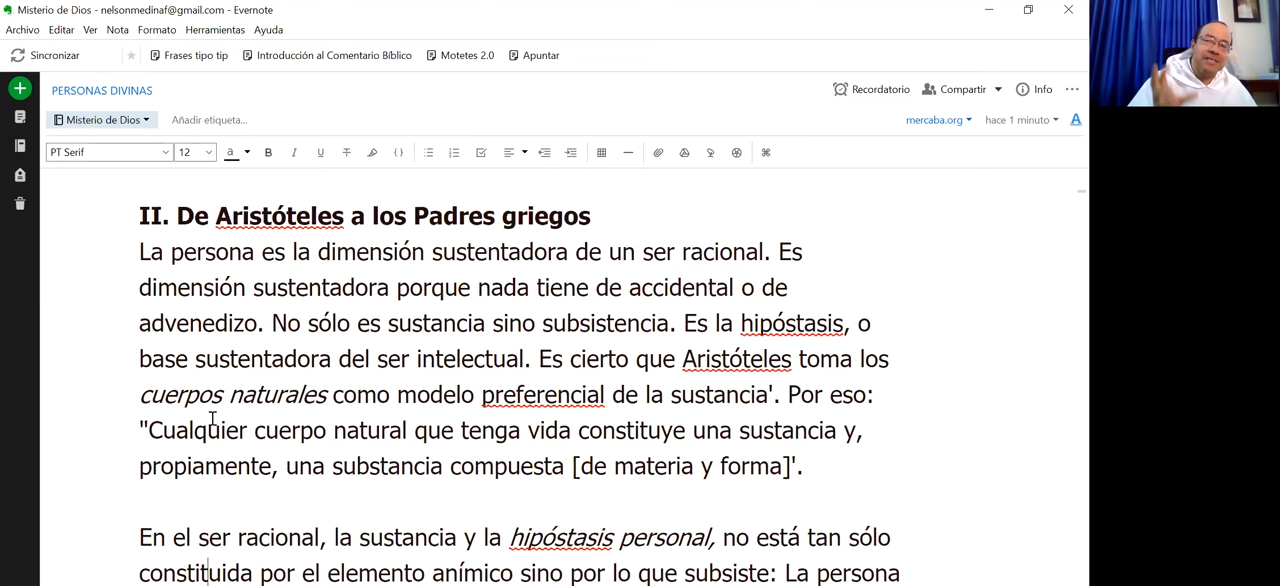 Misterio de Dios - nelsonmedinaf@gmail.com - Evernote
Archivo Editar Ver Nota Formato Herramientas Ayuda
Sincronizar Frases tipo tip Introducción al Comentario Bíblico Motetes 2.0 Apuntar
PERSONAS DIVINAS Recordatorio Compartir Info
Misterio de Dios Añadir etiqueta... mercaba.org hace 1 minuto
PT Serif 12 a B I U T
II. De Aristóteles a los Padres griegos
La persona es la dimensión sustentadora de un ser racional. Es
dimensión sustentadora porque nada tiene de accidental o de
advenedizo. No sólo es sustancia sino subsistencia. Es la hipóstasis, o
base sustentadora del ser intelectual. Es cierto que Aristóteles toma los
cuerpos naturales como modelo preferencial de la sustancia'. Por eso:
"Cualquier cuerpo natural que tenga vida constituye una sustancia y,
propiamente, una substancia compuesta [de materia y forma]'.
En el ser racional, la sustancia y la hipóstasis personal, no está tan sólo
constituida por el elemento anímico sino por lo que subsiste: La persona